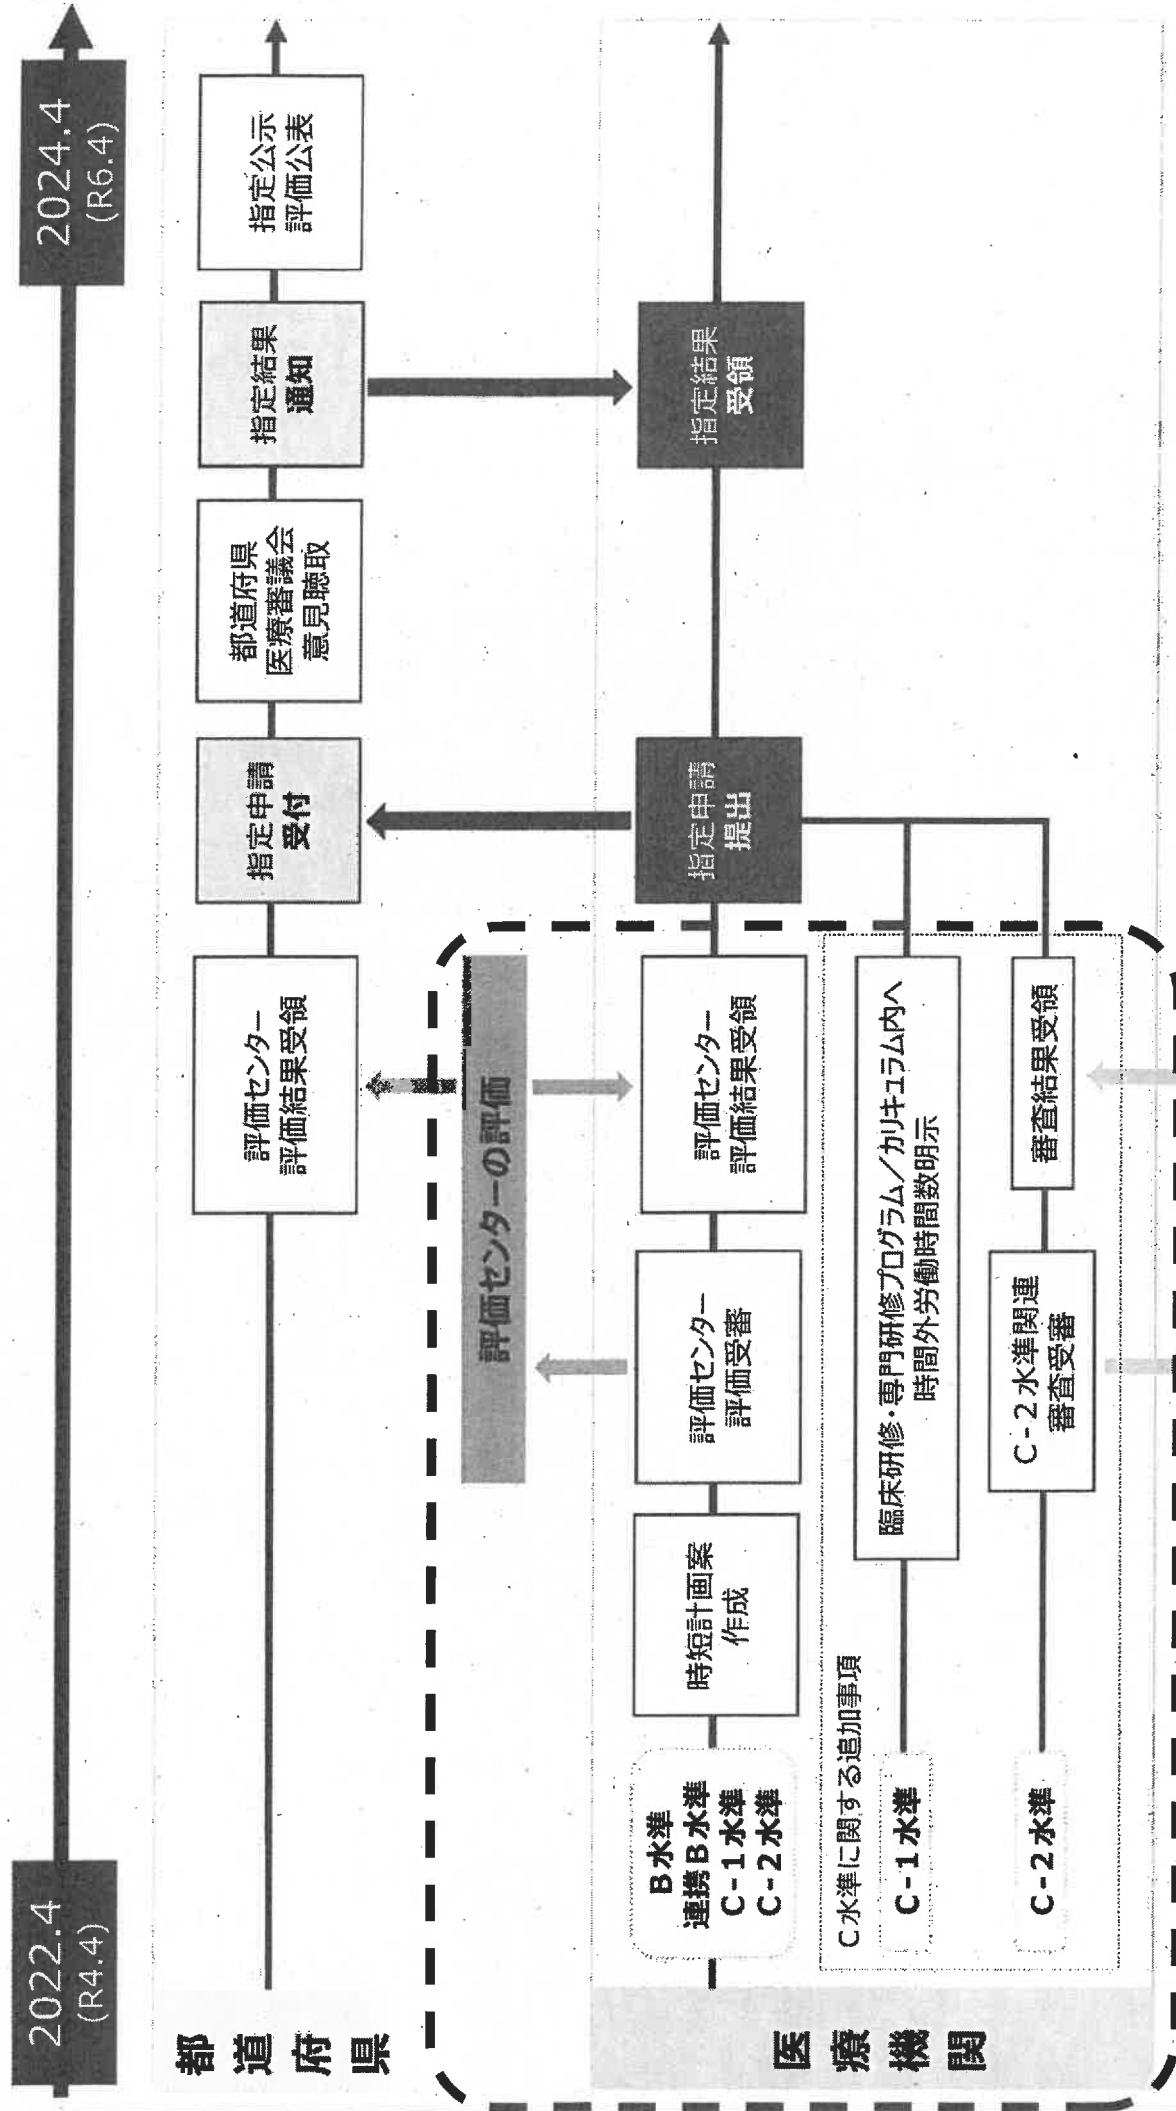 2022.4
(R4.4)
2024.4
(R6.4)
都道府県
評価センター
評価結果受領
指定申請
受付
都道府県
医療審議会
意見聴取
指定結果
通知
指定公示
評価公表
評価センターの評価
医療機関
B水準
連携B水準
C-1水準
C-2水準
時短計画案
作成
評価センター
評価受審
評価センター
評価結果受領
指定申請
提出
指定結果
受領
C水準に関する追加事項
C-1水準
臨床研修・専門研修プログラム／カリキュラム内へ
時間外労働時間数明示
C-2水準
C-2水準関連
審査受審
審査結果受領